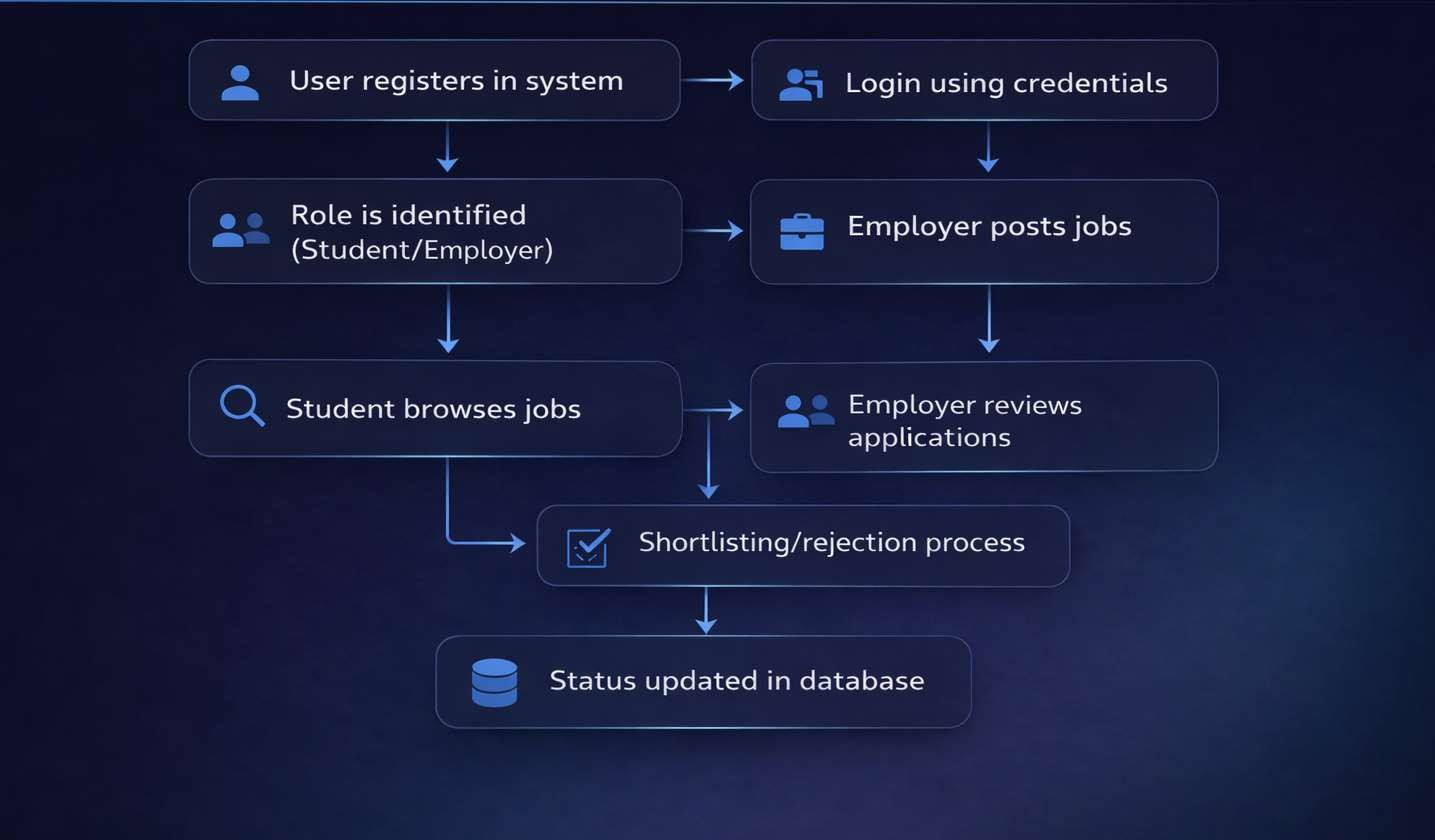 User registers in system
Login using credentials
Role is identified
(Student/Employer)
Employer posts jobs
Student browses jobs
Employer reviews
applications
Shortlisting/rejection process
Status updated in database